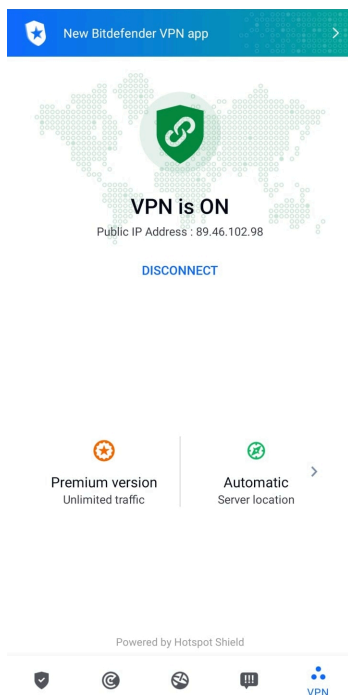 New Bitdefender VPN app
VPN is ON
Public IP Address : 89.46.102.98
DISCONNECT
Premium version
Unlimited traffic
Automatic
Server location
Powered by Hotspot Shield
VPN